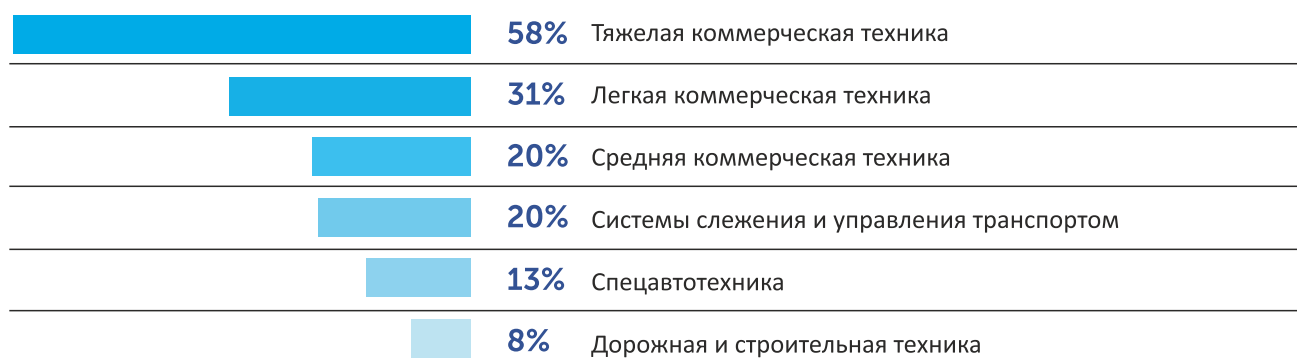 58% Тяжелая коммерческая техника
31% Легкая коммерческая техника
20% Средняя коммерческая техника
20% Системы слежения и управления транспортом
13% Спецавтотехника
8% Дорожная и строительная техника